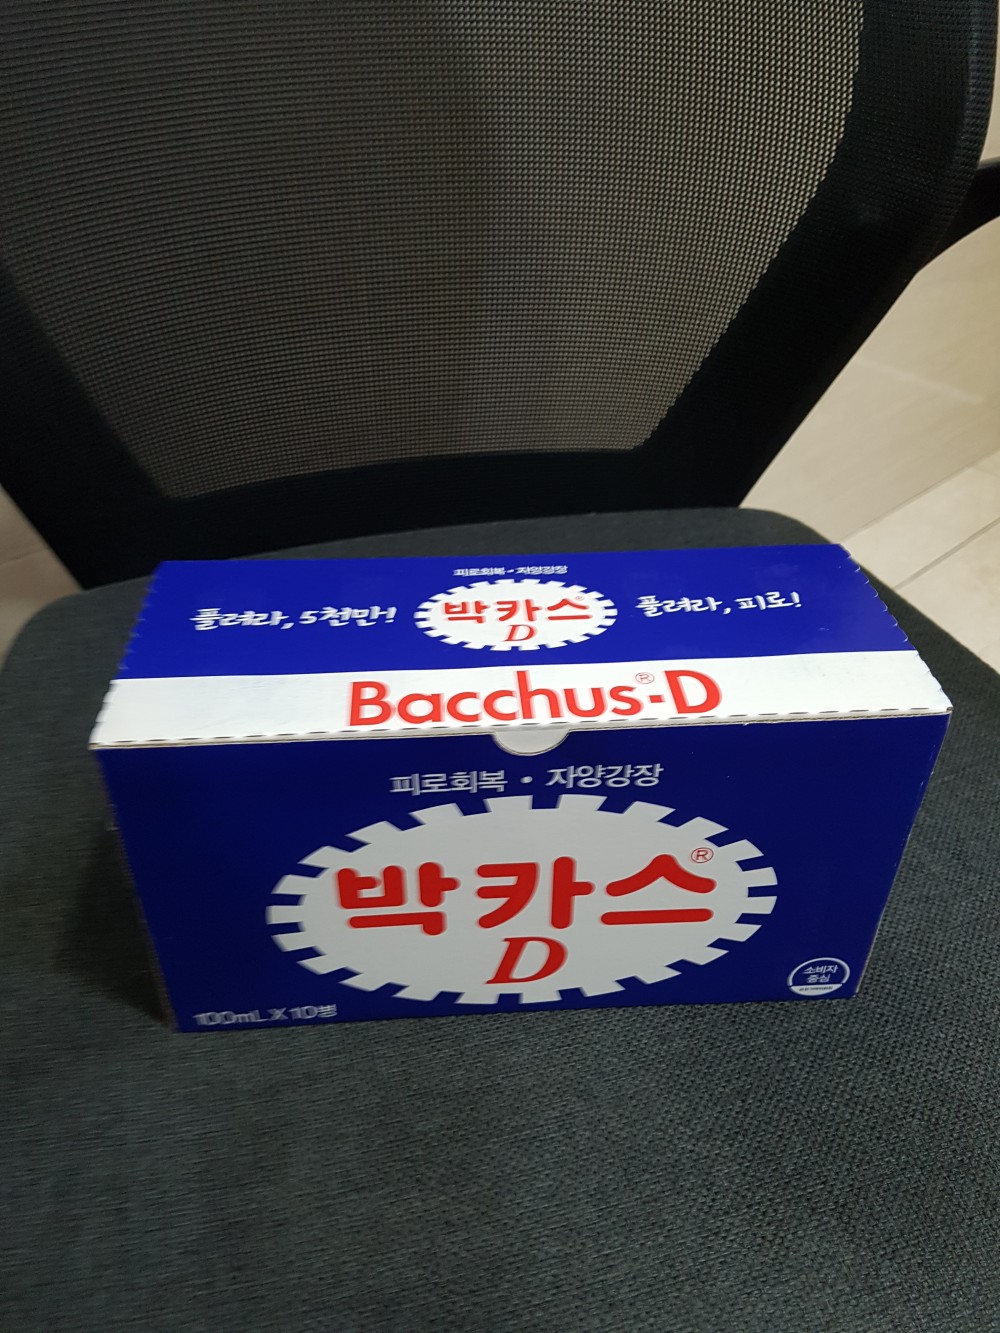 피로회복 • 자양강장
풀려라, 5천만! 박카스® D 풀려라, 피로!
Bacchus®-D
피로회복 • 자양강장
박카스®
D
100mL X 10병
소비자
중심